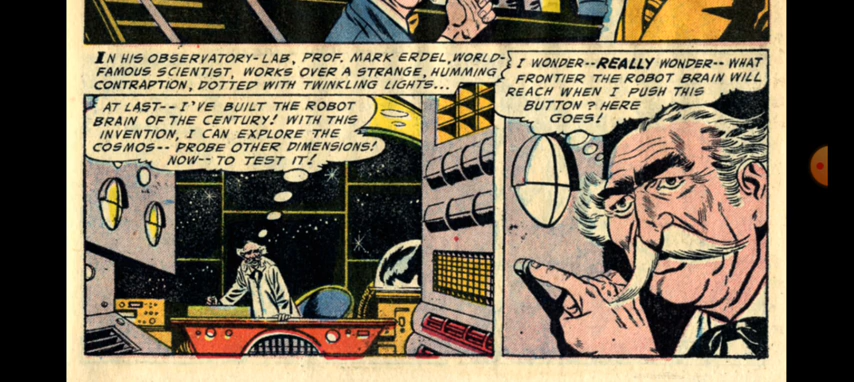 IN HIS OBSERVATORY-LAB, PROF. MARK ERDEL, WORLD-
FAMOUS SCIENTIST, WORKS OVER A STRANGE, HUMMING
CONTRAPTION, DOTTED WITH TWINKLING LIGHTS...
AT LAST-- I'VE BUILT THE ROBOT
BRAIN OF THE CENTURY! WITH THIS
INVENTION, I CAN EXPLORE THE
COSMOS-- PROBE OTHER DIMENSIONS!
NOW-- TO TEST IT!
I WONDER--REALLY WONDER-- WHAT
FRONTIER THE ROBOT BRAIN WILL
REACH WHEN I PUSH THIS
BUTTON? HERE
GOES!